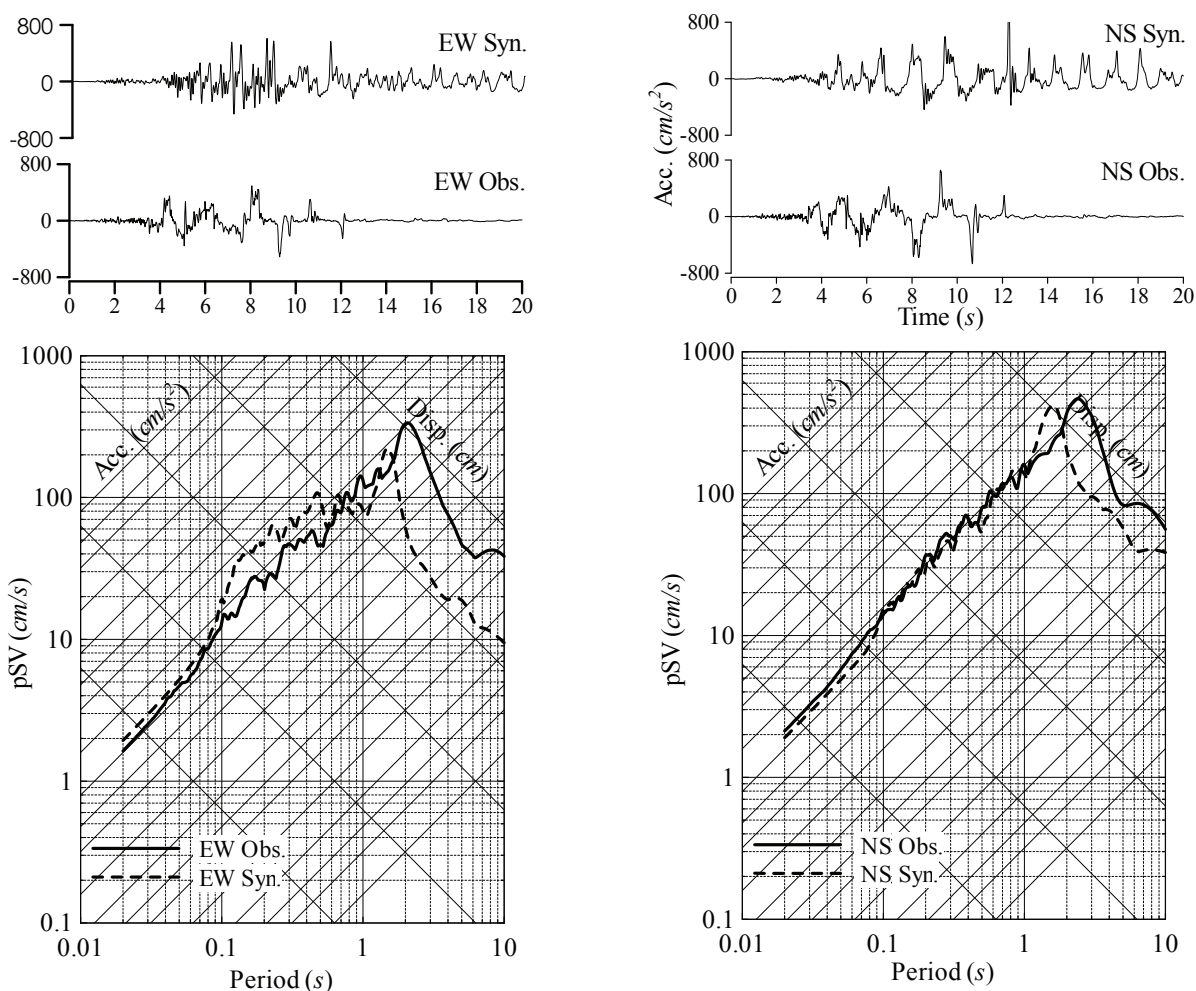 800
EW Syn.
0
-800
800
EW Obs.
0
-800
0 2 4 6 8 10 12 14 16 18 20
800
NS Syn.
0
-800
Acc. (cm/s²)
800
NS Obs.
0
-800
0 2 4 6 8 10 12 14 16 18 20
Time (s)
1000
100
10
1
0.1
pSV (cm/s)
Acc. (cm/s²)
Disp. (cm)
EW Obs.
EW Syn.
0.01 0.1 1 10
Period (s)
1000
100
10
1
0.1
pSV (cm/s)
Acc. (cm/s²)
Disp. (cm)
NS Obs.
NS Syn.
0.01 0.1 1 10
Period (s)